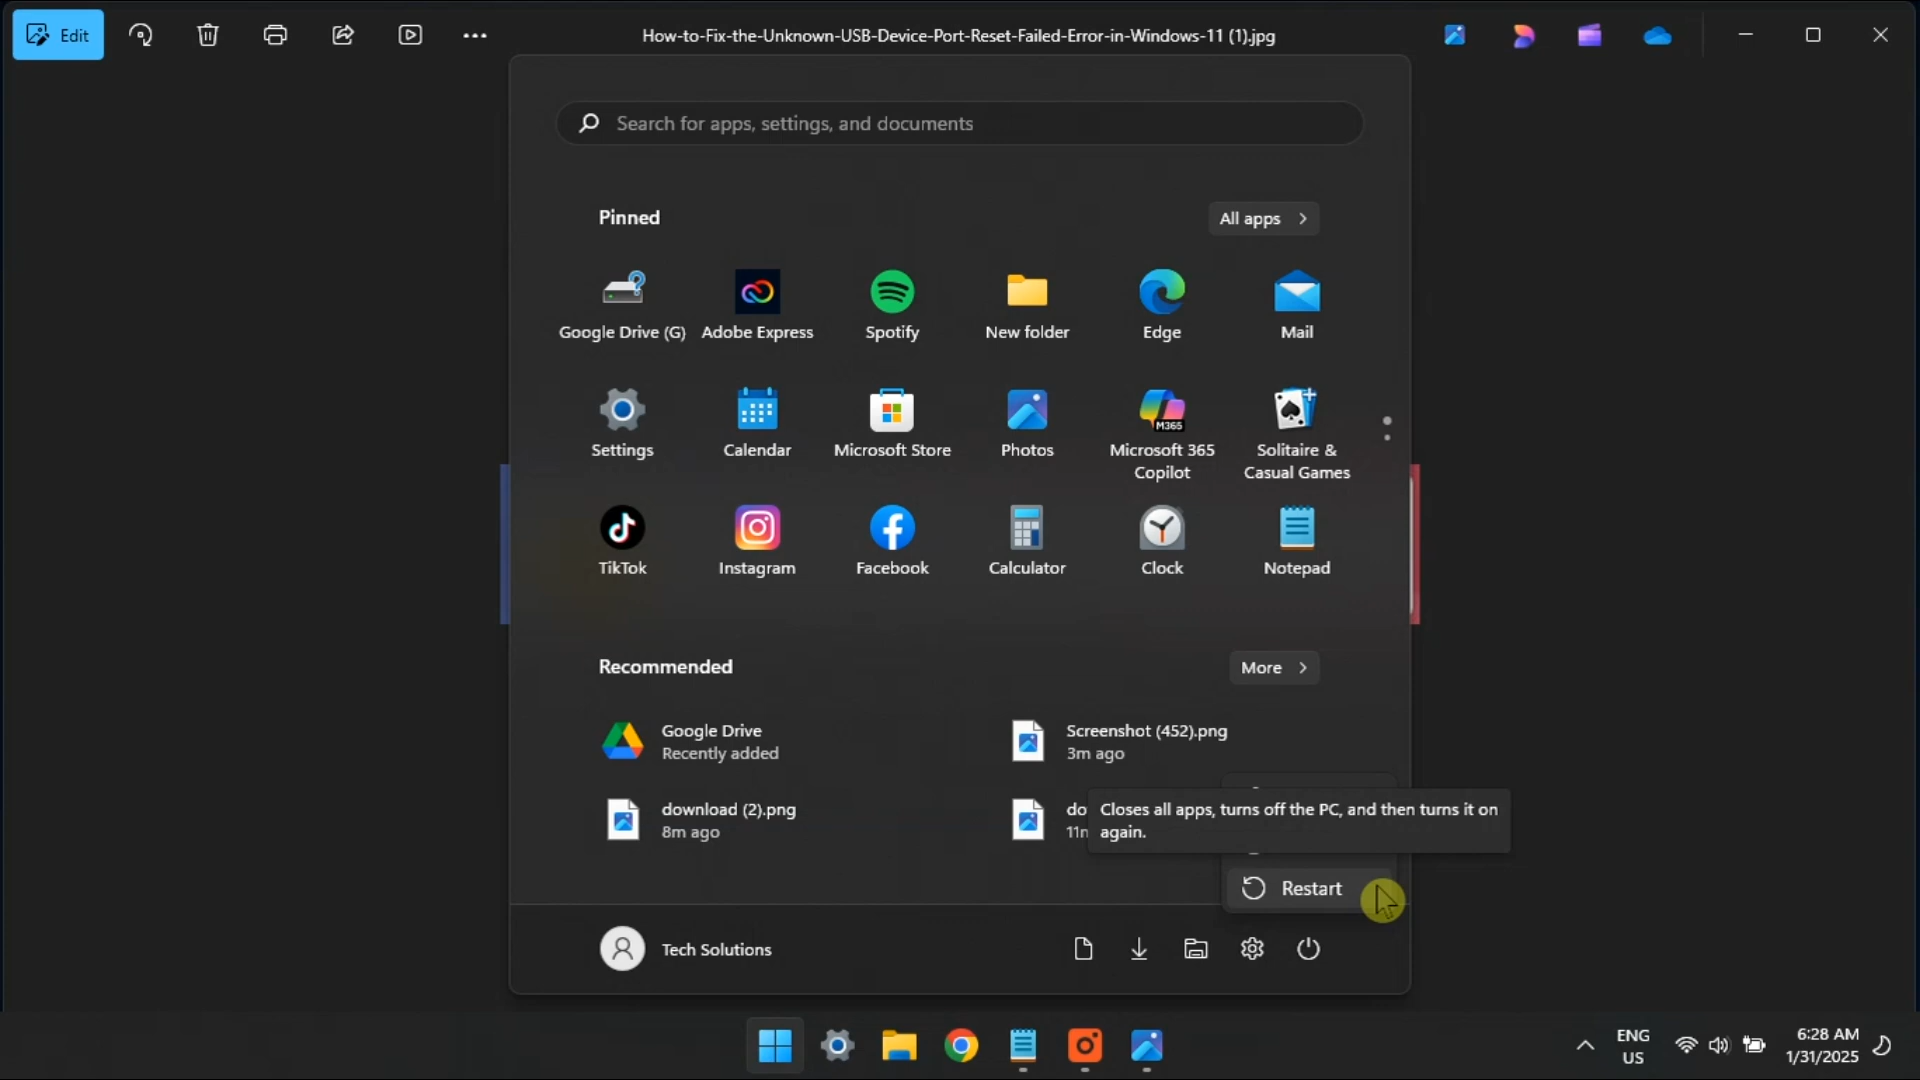 Edit
How-to-Fix-the-Unknown-USB-Device-Port-Reset-Failed-Error-in-Windows-11 (1).jpg
Search for apps, settings, and documents
Pinned
All apps
Google Drive (G)
Adobe Express
Spotify
New folder
Edge
Mail
Settings
Calendar
Microsoft Store
Photos
M365
Microsoft 365
Copilot
Solitaire &
Casual Games
TikTok
Instagram
Facebook
Calculator
Clock
Notepad
Recommended
More
Google Drive
Recently added
Screenshot (452).png
3m ago
download (2).png
8m ago
Closes all apps, turns off the PC, and then turns it on
again.
Restart
Tech Solutions
ENG
US
6:28 AM
1/31/2025